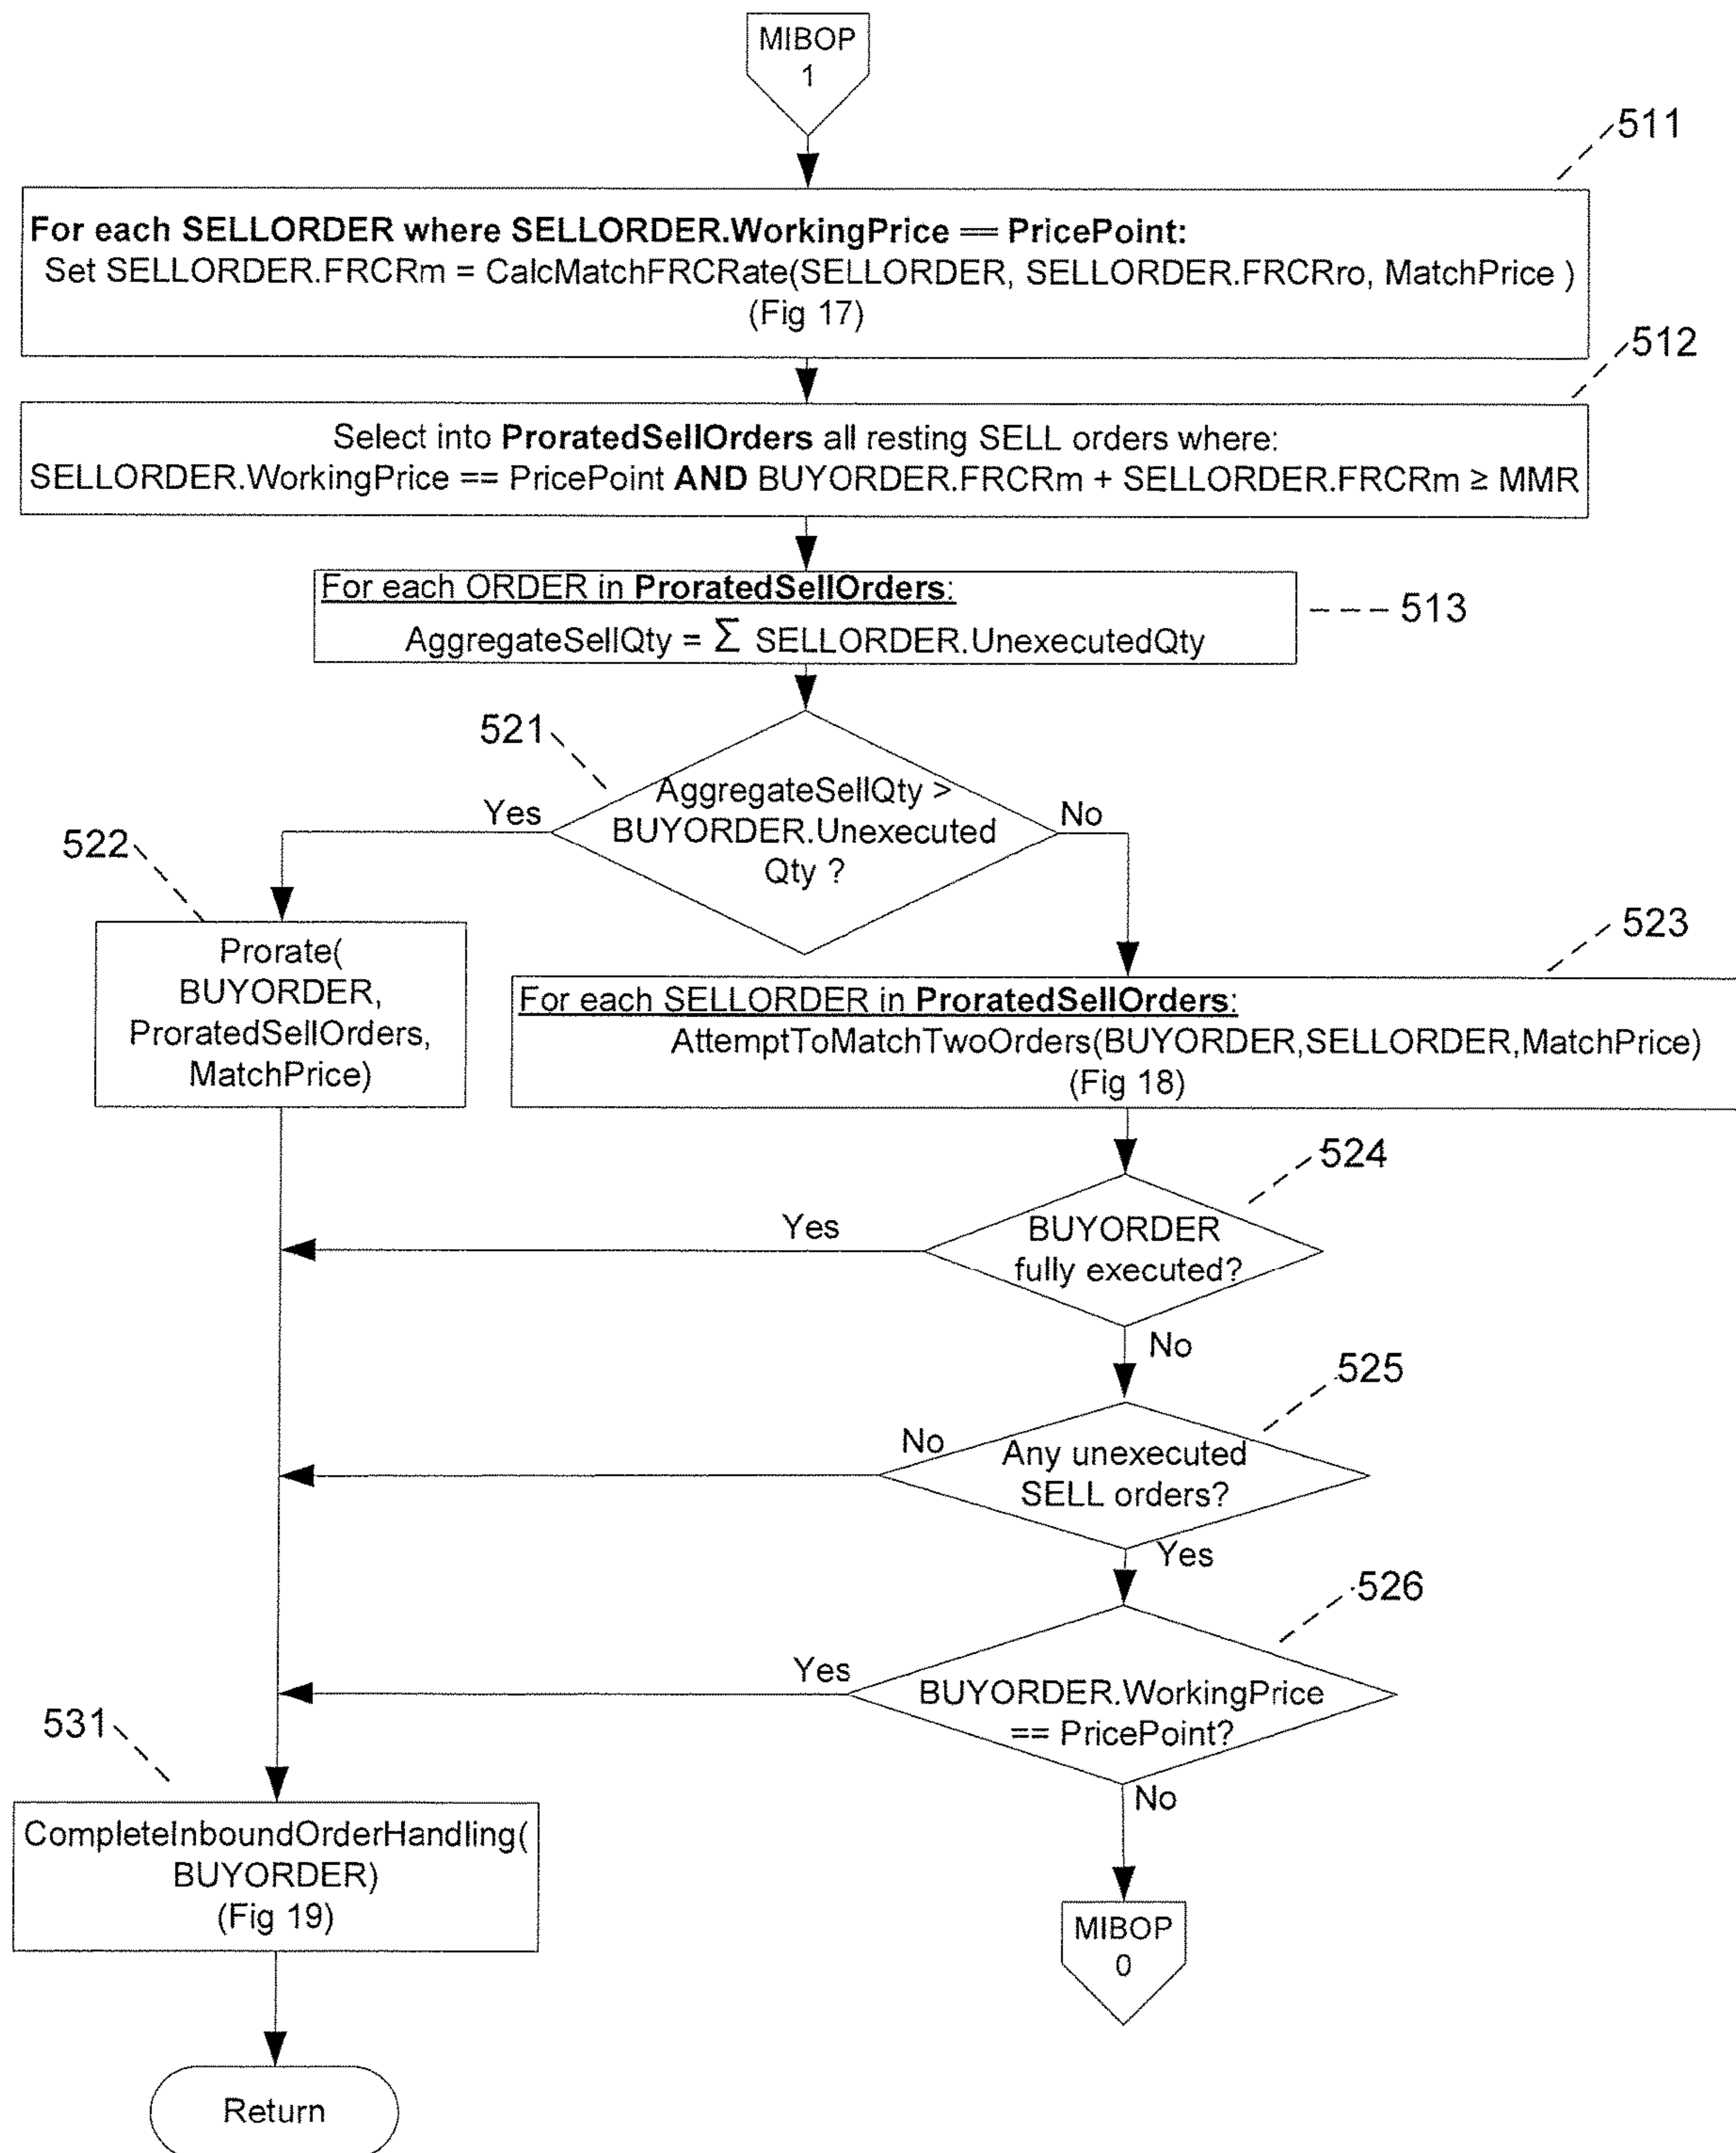 MIBOP
1
511
For each SELLORDER where SELLORDER.WorkingPrice == PricePoint:
Set SELLORDER.FRCRm = CalcMatchFRCRate(SELLORDER, SELLORDER.FRCRro, MatchPrice )
(Fig 17)
512
Select into ProratedSellOrders all resting SELL orders where:
SELLORDER.WorkingPrice == PricePoint AND BUYORDER.FRCRm + SELLORDER.FRCRm ≥ MMR
For each ORDER in ProratedSellOrders:
513
AggregateSellQty = Σ SELLORDER.UnexecutedQty
521
AggregateSellQty >
BUYORDER.Unexecuted
Qty ?
Yes
No
522
Prorate(
BUYORDER,
ProratedSellOrders,
MatchPrice)
523
For each SELLORDER in ProratedSellOrders:
AttemptToMatchTwoOrders(BUYORDER,SELLORDER,MatchPrice)
(Fig 18)
524
Yes
BUYORDER
fully executed?
No
525
No
Any unexecuted
SELL orders?
Yes
526
Yes
BUYORDER.WorkingPrice
== PricePoint?
No
531
CompleteInboundOrderHandling(
BUYORDER)
(Fig 19)
MIBOP
0
Return